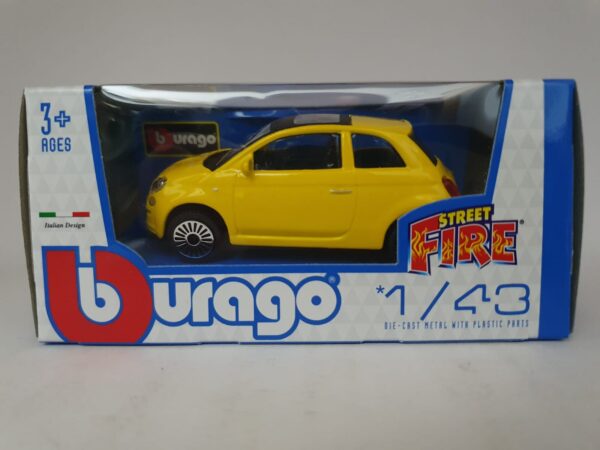 3+
AGES
burago
Italian Design
STREET
FIRE®
burago®
*1/43
DIE-CAST METAL WITH PLASTIC PARTS